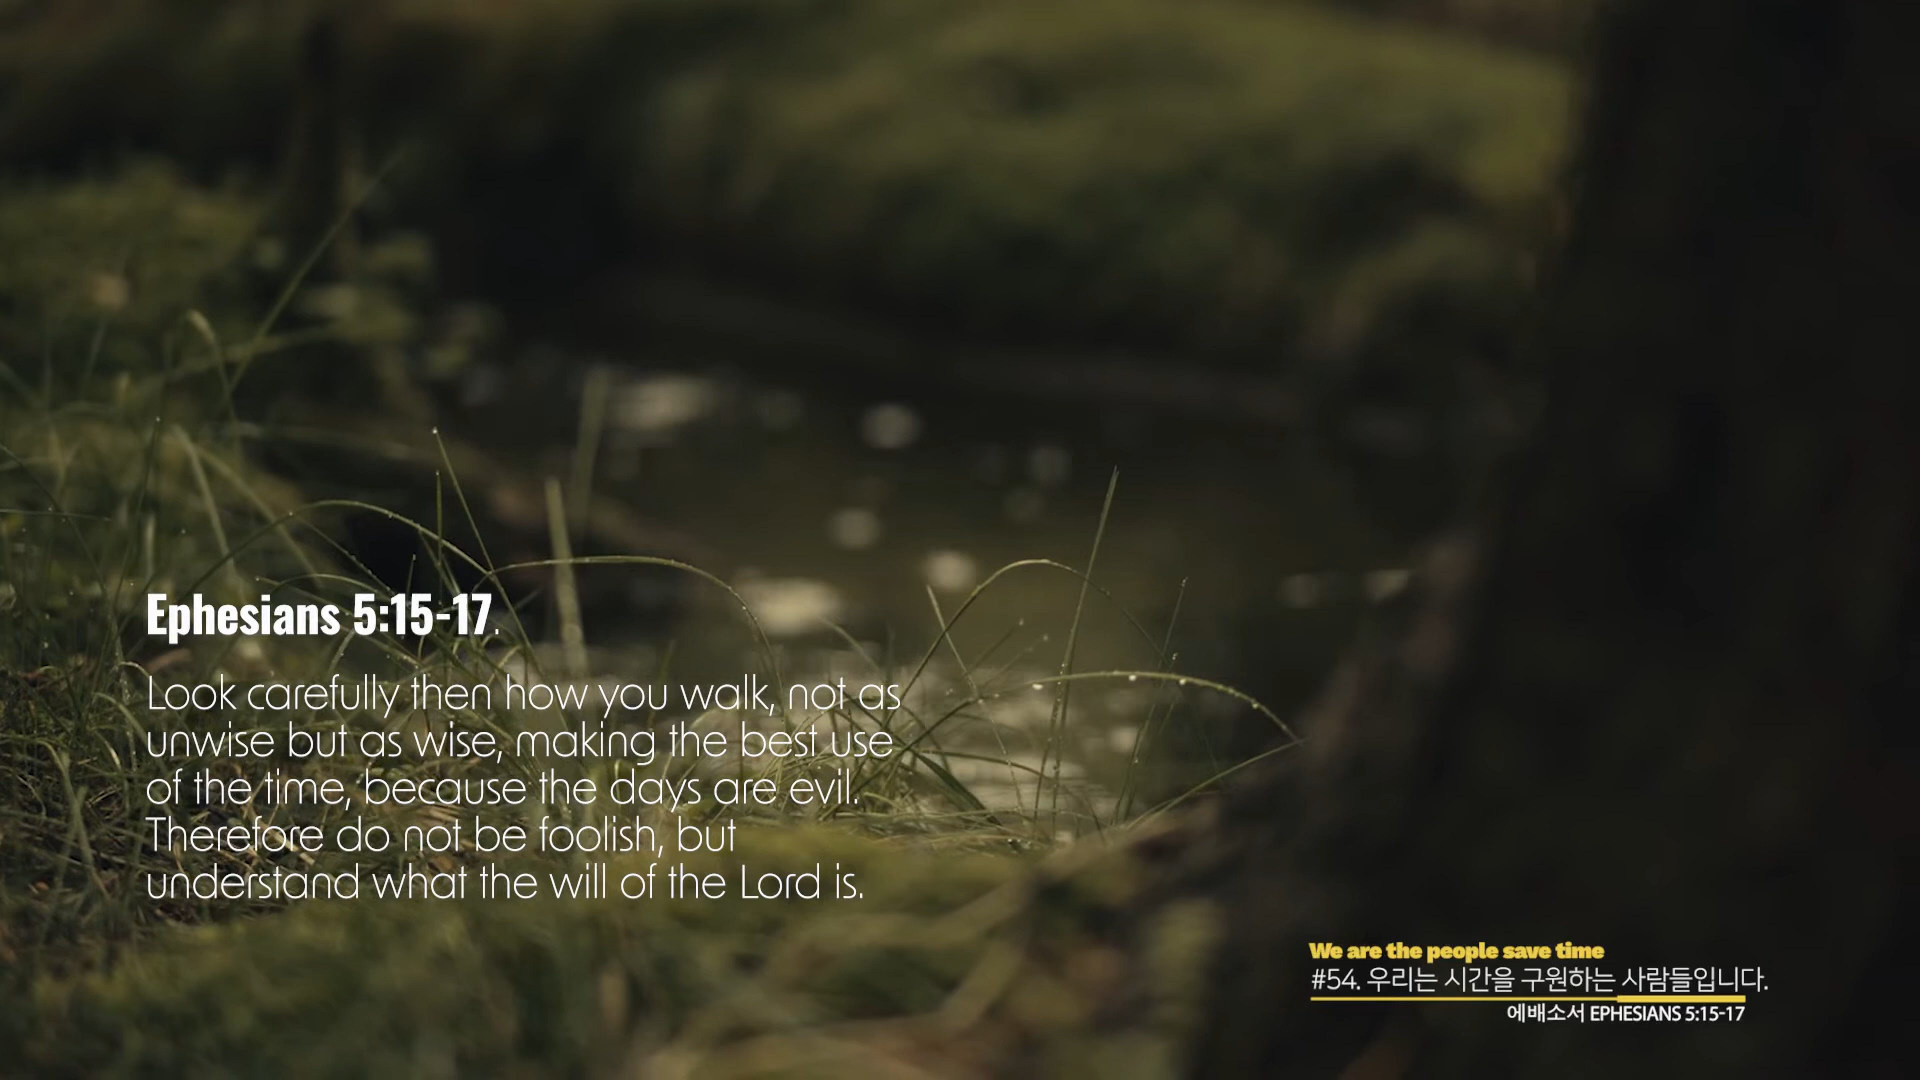 Ephesians 5:15-17.
Look carefully then how you walk, not as
unwise but as wise, making the best use
of the time, because the days are evil.
Therefore do not be foolish, but
understand what the will of the Lord is.
We are the people save time
#54. 우리는 시간을 구원하는 사람들입니다.
에배소서 EPHESIANS 5:15-17